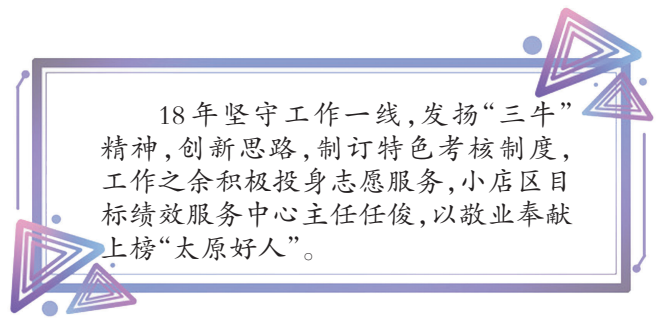 18年坚守工作一线,发扬“三牛”
精神,创新思路,制订特色考核制度,
工作之余积极投身志愿服务,小店区目
标绩效服务中心主任任俊,以敬业奉献
上榜“太原好人”。